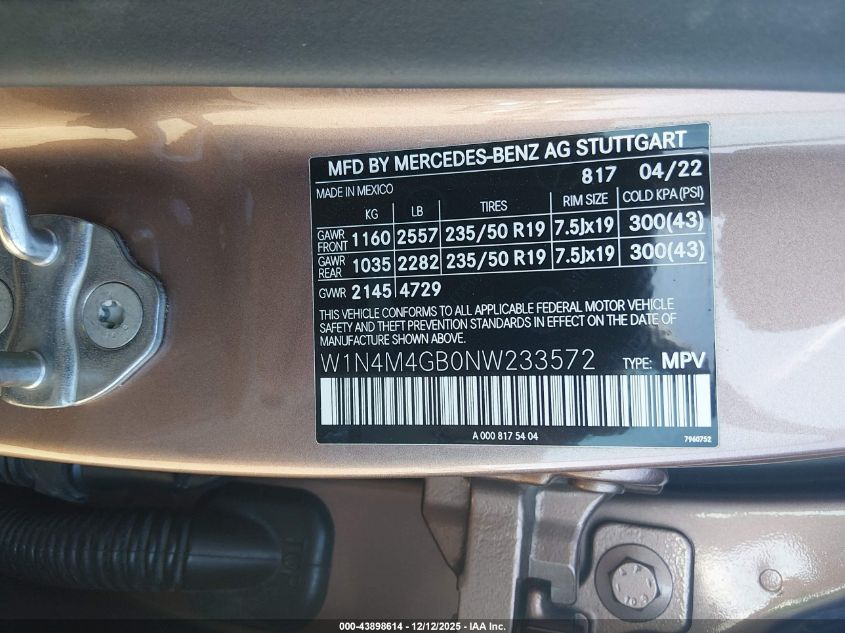 MFD BY MERCEDES-BENZ AG STUTTGART
MADE IN MEXICO 817 04/22
KG LB TIRES RIM SIZE COLD KPA (PSI)
GAWR FRONT 1160 2557 235/50 R19 7.5Jx19 300(43)
GAWR REAR 1035 2282 235/50 R19 7.5Jx19 300(43)
GVWR 2145 4729
THIS VEHICLE CONFORMS TO ALL APPLICABLE FEDERAL MOTOR VEHICLE
SAFETY AND THEFT PREVENTION STANDARDS IN EFFECT ON THE DATE OF
MANUFACTURE SHOWN ABOVE.
W1N4M4GB0NW233572 TYPE: MPV
A 000 817 54 04 7960752
000-43898614 - 12/12/2025 - IAA Inc.